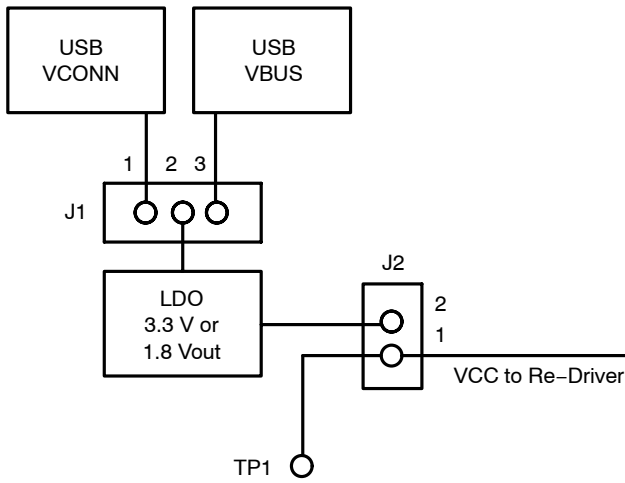 USB
VCONN
USB
VBUS
1 2 3
J1
LDO
3.3 V or
1.8 Vout
J2
2
1
VCC to Re−Driver
TP1